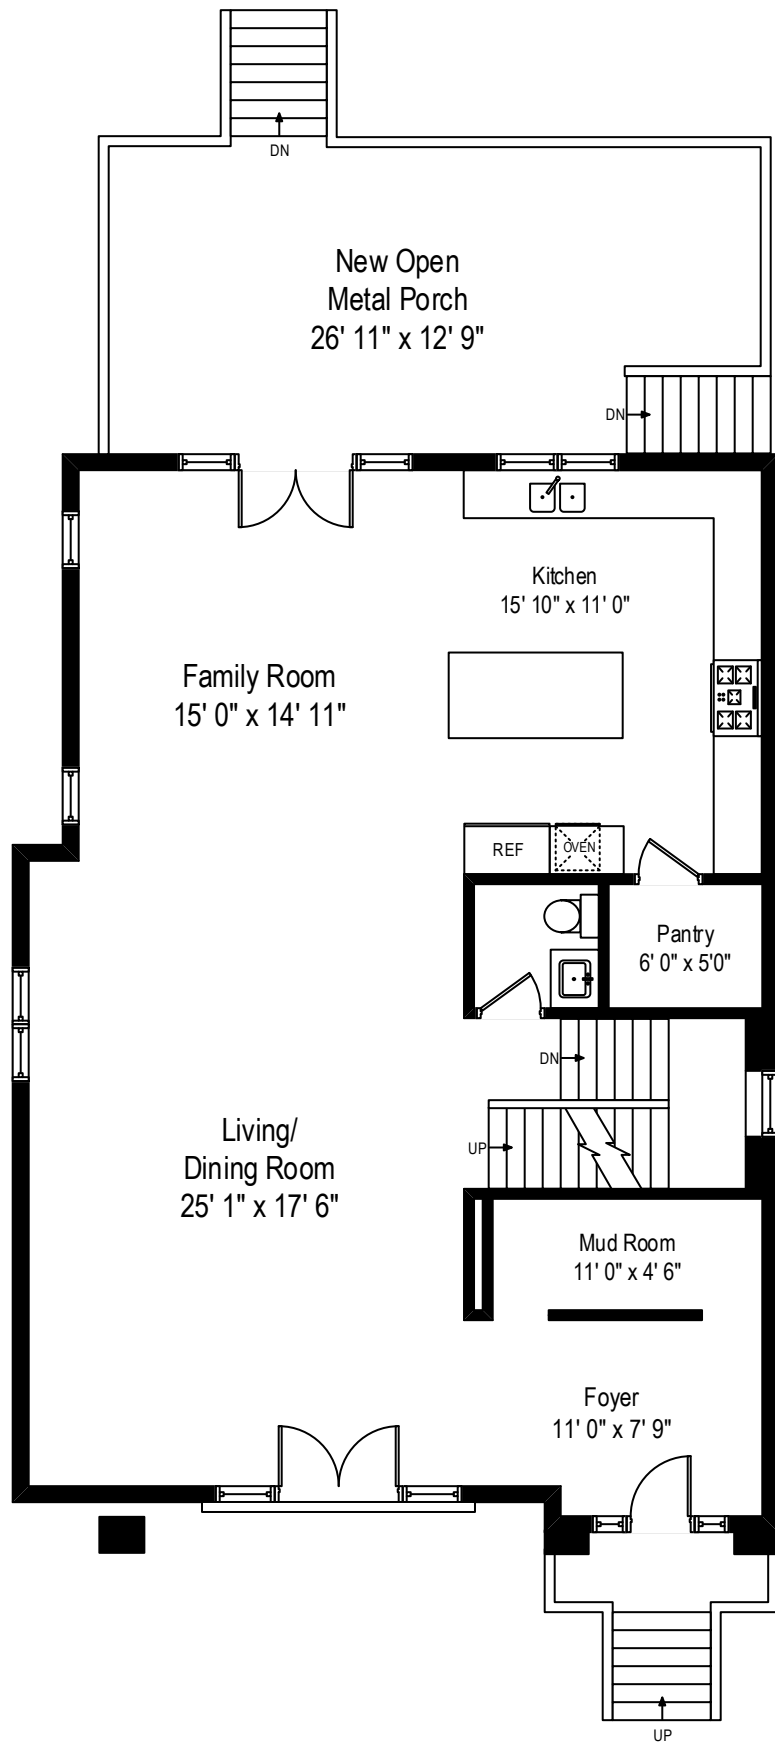 DN
New Open
Metal Porch
26' 11" x 12' 9"
DN
Kitchen
15' 10" x 11' 0"
Family Room
15' 0" x 14' 11"
REF
OVEN
Pantry
6' 0" x 5'0"
DN
Living/
Dining Room
25' 1" x 17' 6"
UP
Mud Room
11' 0" x 4' 6"
Foyer
11' 0" x 7' 9"
UP